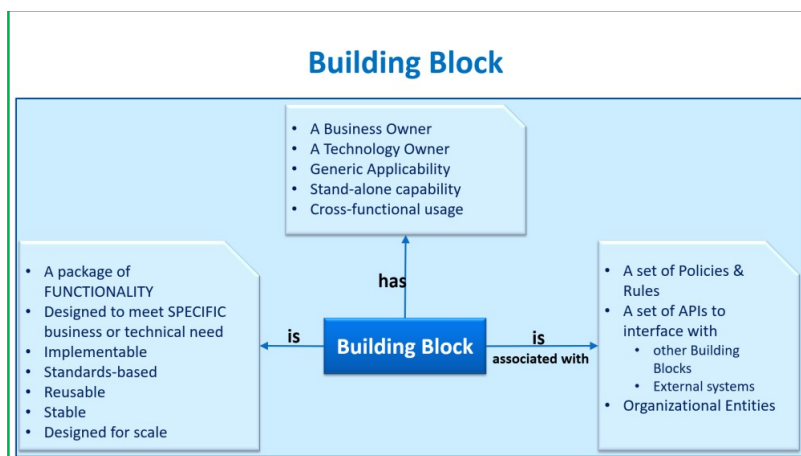 Building Block
• A Business Owner
• A Technology Owner
• Generic Applicability
• Stand-alone capability
• Cross-functional usage
has
• A package of
FUNCTIONALITY
• Designed to meet SPECIFIC
business or technical need
• Implementable
• Standards-based
• Reusable
• Stable
• Designed for scale
is
Building Block
is
associated with
• A set of Policies &
Rules
• A set of APIs to
interface with
• other Building
Blocks
• External systems
• Organizational Entities